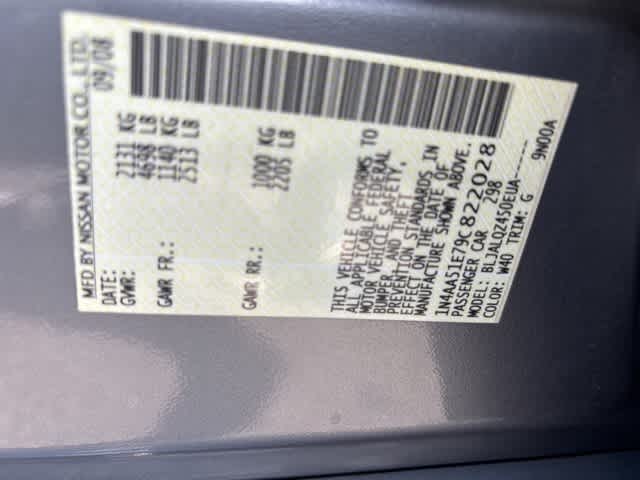 MFD BY NISSAN MOTOR CO., LTD.
DATE: 09/08
GVWR: 2131 KG
4698 LB
GAWR FR.: 1140 KG
2513 LB
GAWR RR.: 1000 KG
2205 LB
THIS VEHICLE CONFORMS TO
ALL APPLICABLE FEDERAL
MOTOR VEHICLE SAFETY,
BUMPER, AND THEFT
PREVENTION STANDARDS IN
EFFECT ON THE DATE OF
MANUFACTURE SHOWN ABOVE.
1N4AA51E79C822028
PASSENGER CAR 298
MODEL: BLJALQZ450EUA-----
COLOR: W40 TRIM: G 9N00A